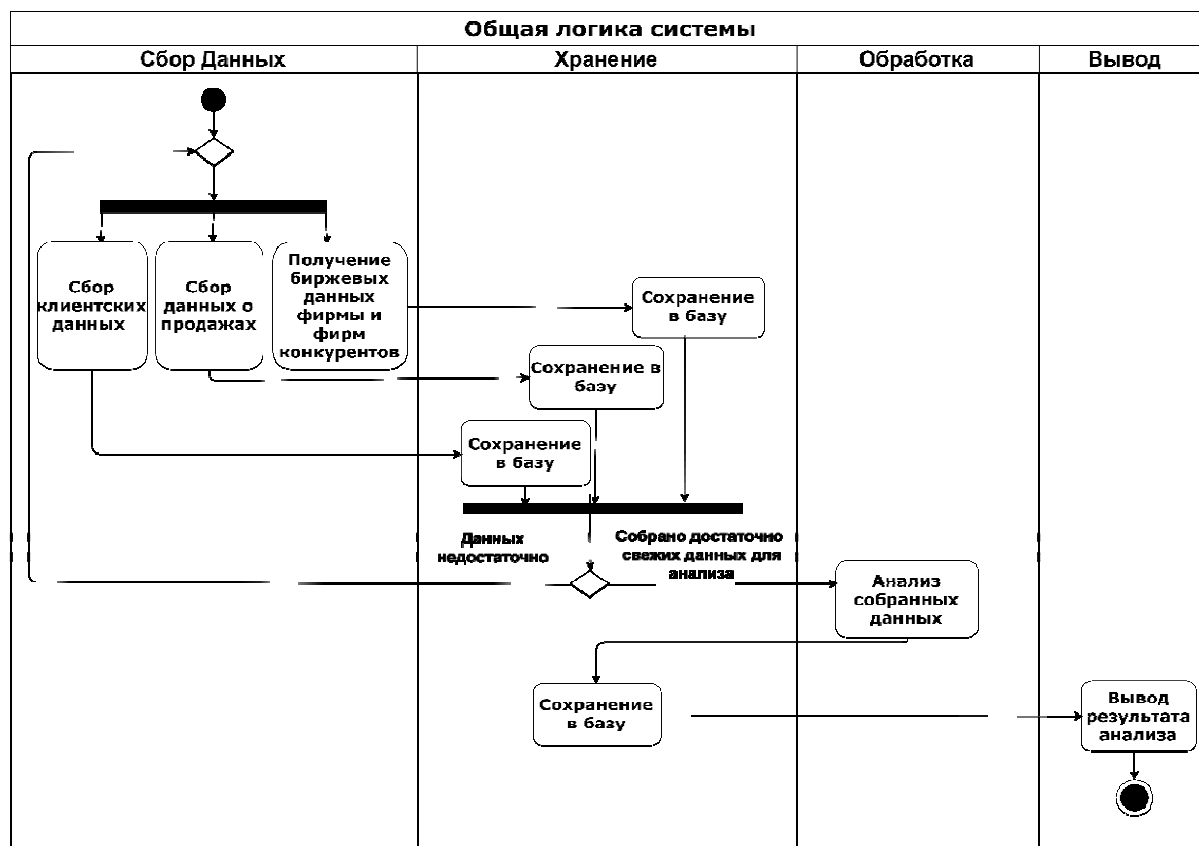 Общая логика системы
Сбор Данных
Хранение
Обработка
Вывод
Сбор
клиентских
данных
Сбор
данных о
продажах
Получение
биржевых
данных
фирмы и
фирм
конкурентов
Сохранение
в базу
Сохранение в
базу
Сохранение
в базу
Данных
недостаточно
Собрано достаточно
свежих данных для
анализа
Анализ
собранных
данных
Сохранение
в базу
Вывод
результата
анализа